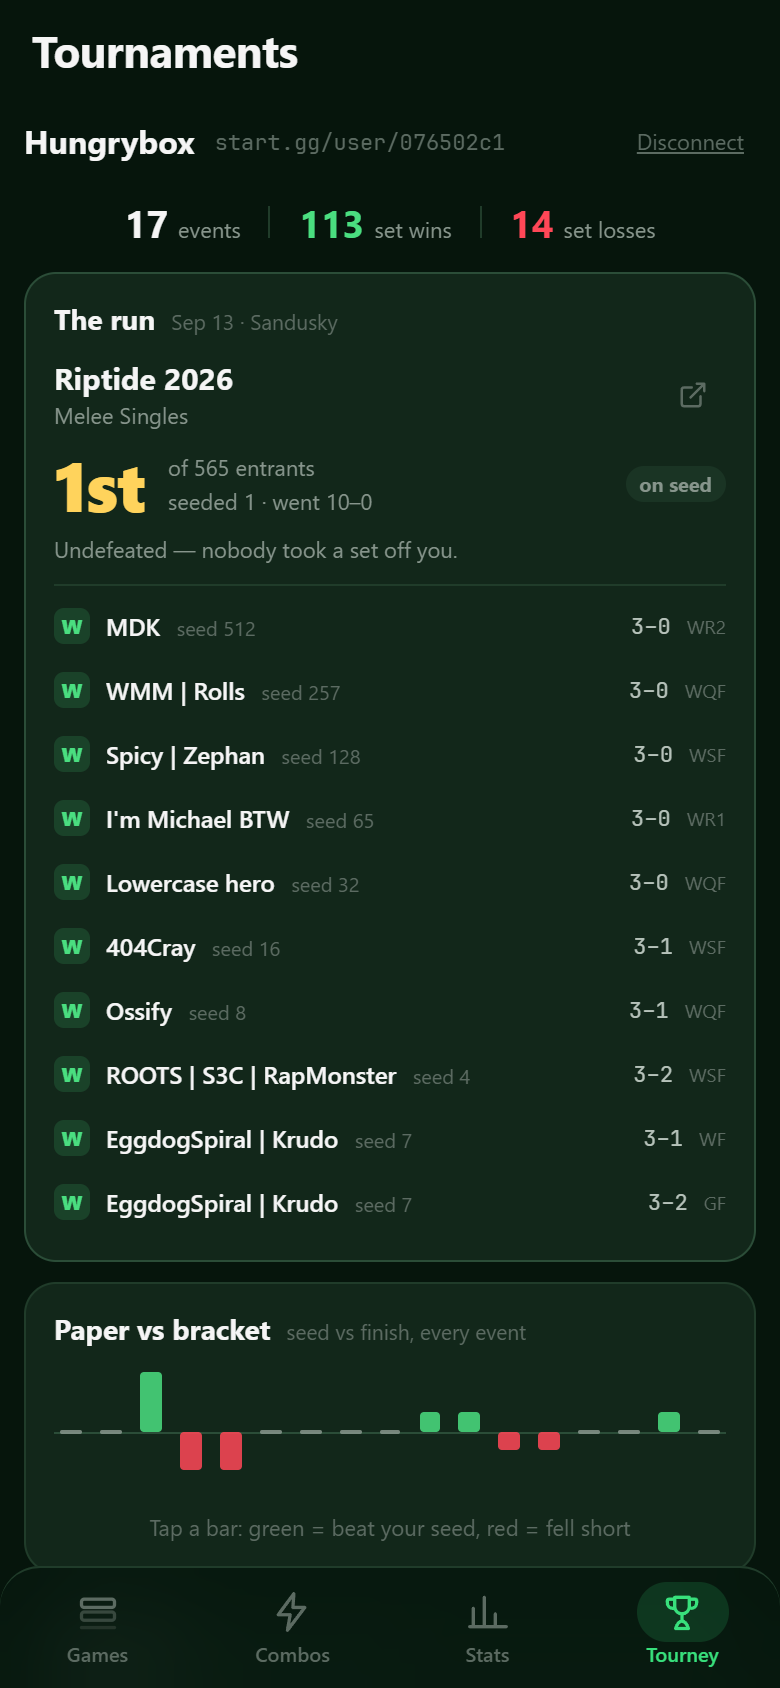 Tournaments
Hungrybox start.gg/user/076502c1 Disconnect
17 events 113 set wins 14 set losses
The run Sep 13 · Sandusky
Riptide 2026
Melee Singles
1st of 565 entrants
seeded 1 · went 10–0
on seed
Undefeated — nobody took a set off you.
W MDK seed 512 3–0 WR2
W WMM | Rolls seed 257 3–0 WQF
W Spicy | Zephan seed 128 3–0 WSF
W I'm Michael BTW seed 65 3–0 WR1
W Lowercase hero seed 32 3–0 WQF
W 404Cray seed 16 3–1 WSF
W Ossify seed 8 3–1 WQF
W ROOTS | S3C | RapMonster seed 4 3–2 WSF
W EggdogSpiral | Krudo seed 7 3–1 WF
W EggdogSpiral | Krudo seed 7 3–2 GF
Paper vs bracket seed vs finish, every event
Tap a bar: green = beat your seed, red = fell short
Games Combos Stats Tourney